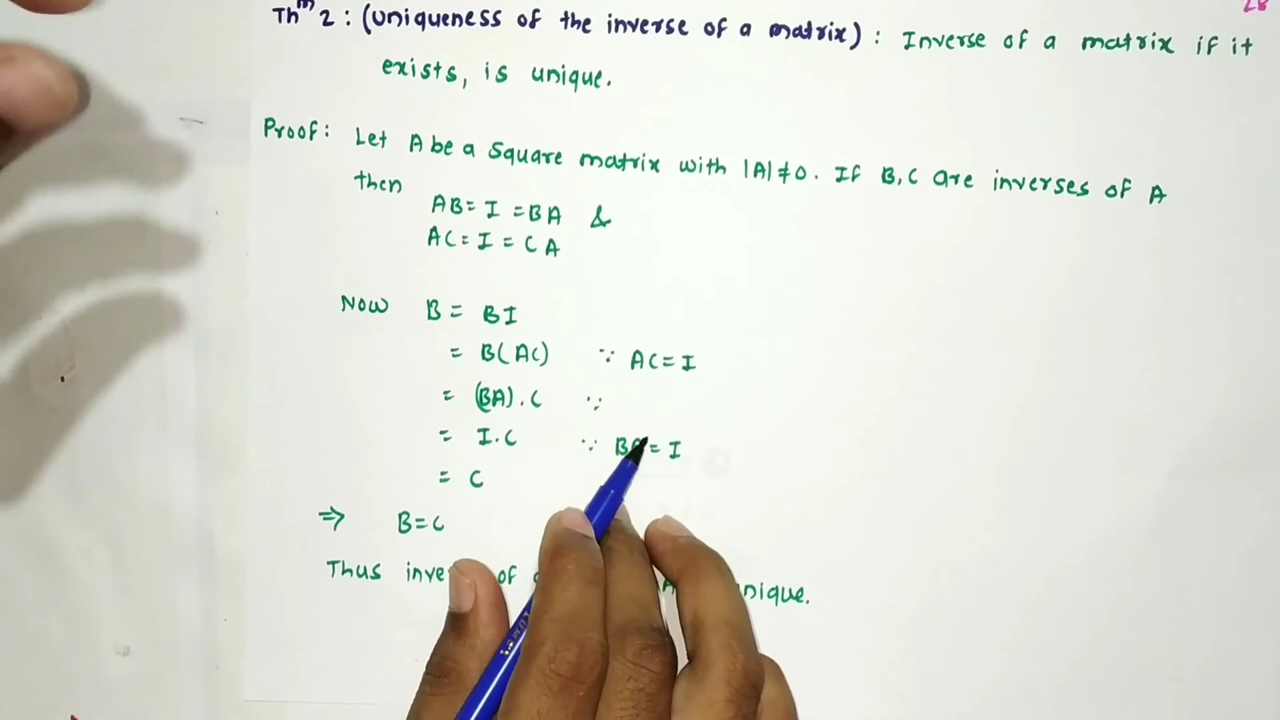 Thm 2 : (Uniqueness of the inverse of a matrix) : Inverse of a matrix if it
exists, is unique.
Proof: Let A be a Square matrix with |A| ≠ 0. If B, C are inverses of A
then
AB = I = BA &
AC = I = CA
Now B = BI
= B(AC) ∵ AC = I
= (BA).C ∵
= I.C ∵ BA = I
= C
⇒ B = C
Thus of unique.